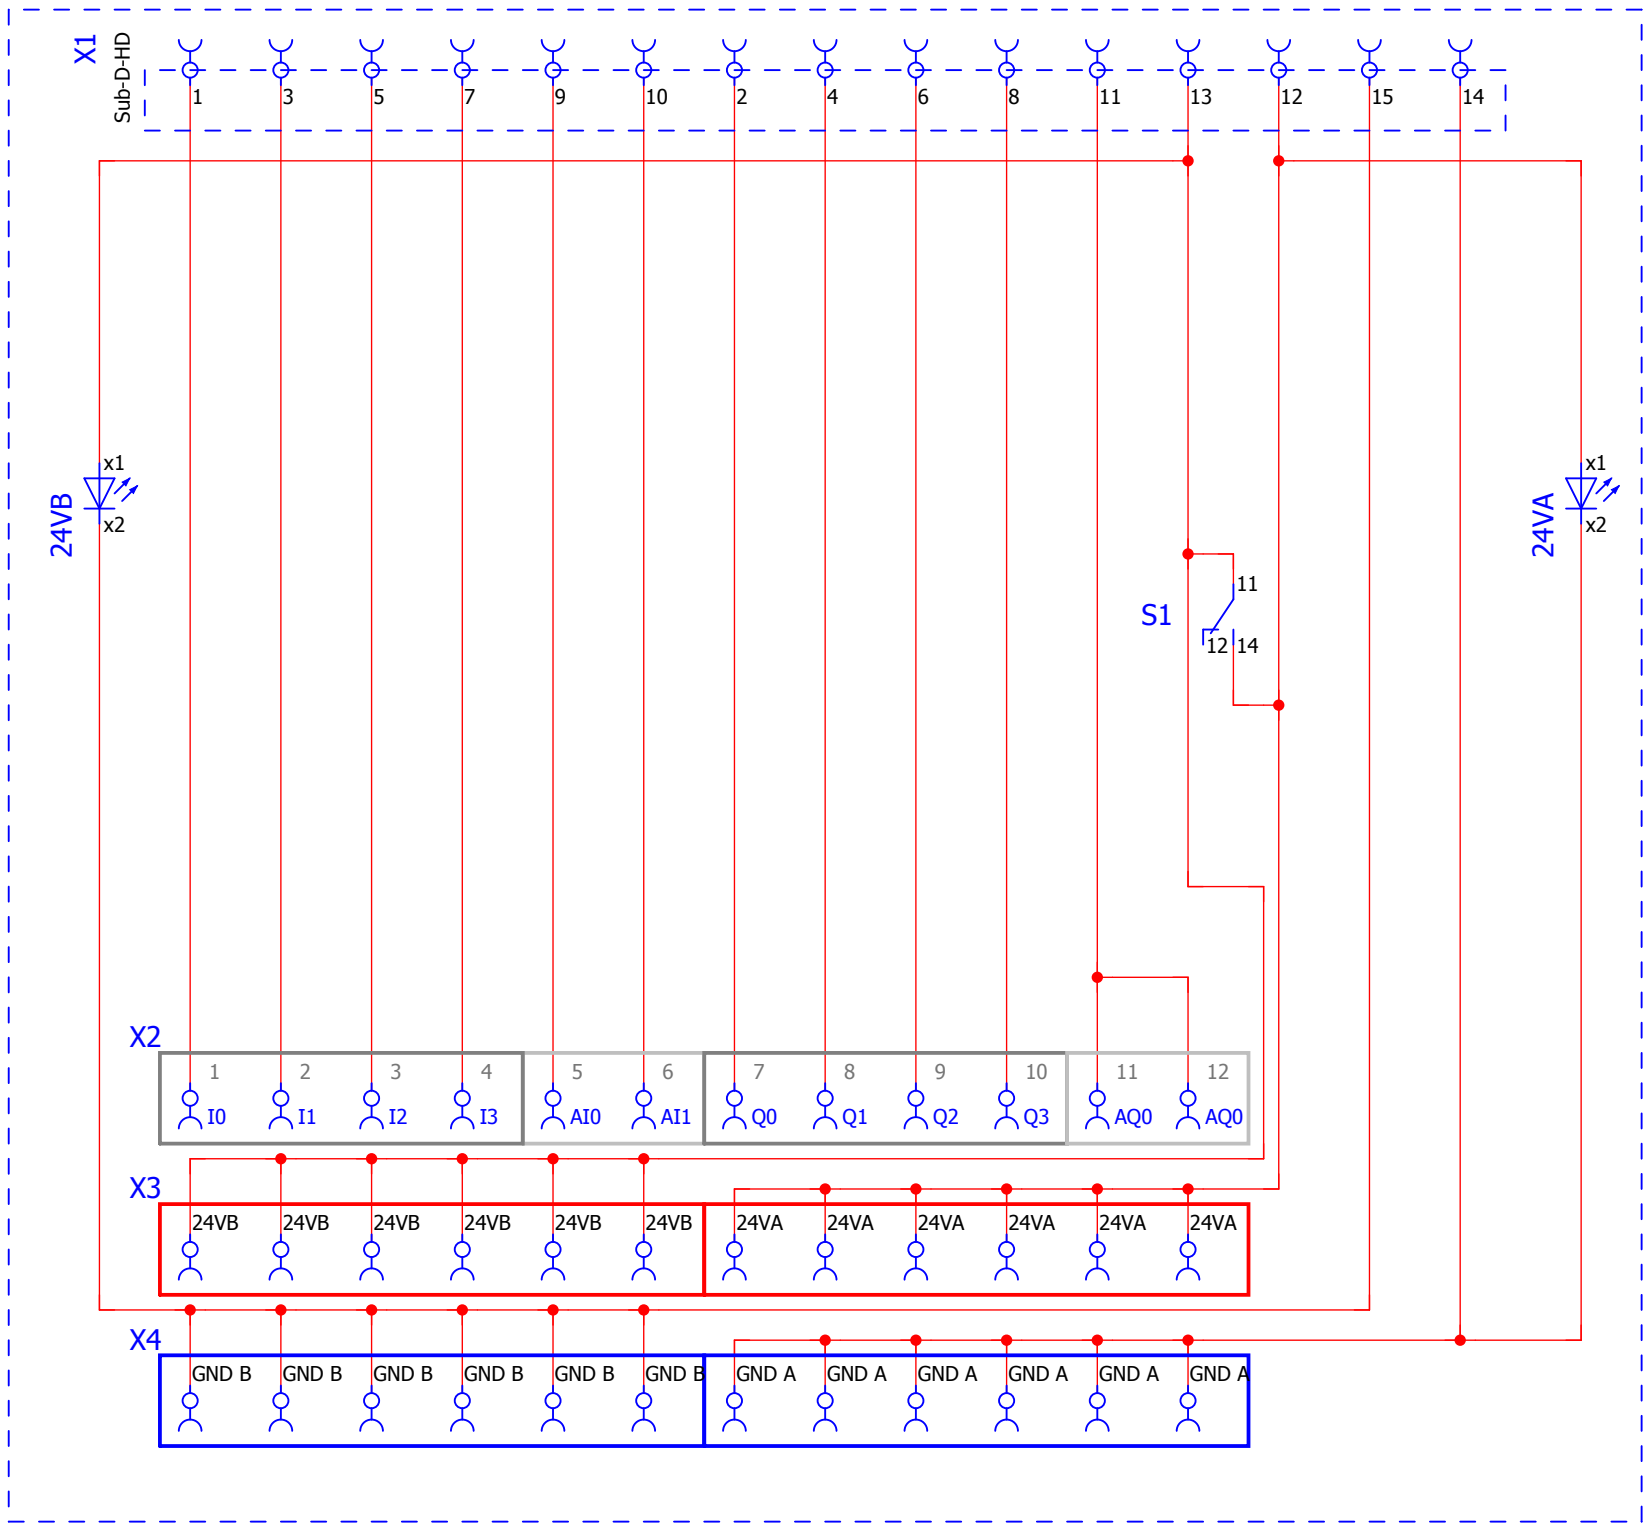 X1
Sub-D-HD
1 3 5 7 9 10 2 4 6 8 11 13 12 15 14
x1
24VB
x2
x1
24VA
x2
11
S1
12 14
X2
1 2 3 4 5 6 7 8 9 10 11 12
I0 I1 I2 I3 AI0 AI1 Q0 Q1 Q2 Q3 AQ0 AQ0
X3
24VB 24VB 24VB 24VB 24VB 24VB 24VA 24VA 24VA 24VA 24VA 24VA
X4
GND B GND B GND B GND B GND B GND B GND A GND A GND A GND A GND A GND A